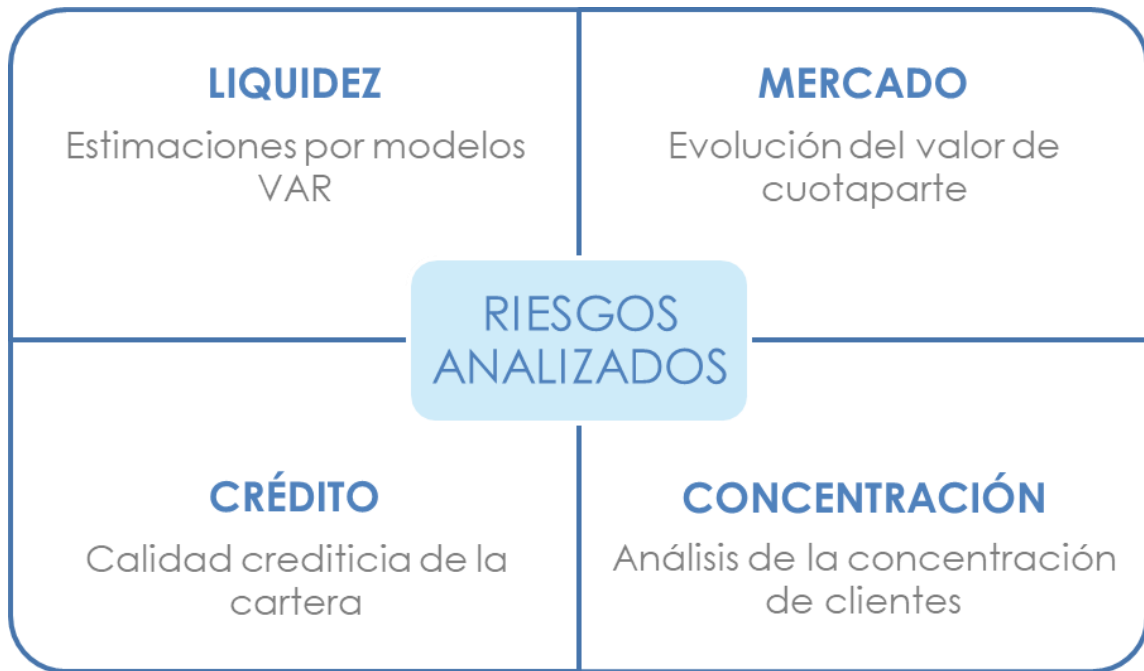 LIQUIDEZ
Estimaciones por modelos
VAR
MERCADO
Evolución del valor de
cuotaparte
RIESGOS
ANALIZADOS
CRÉDITO
Calidad crediticia de la
cartera
CONCENTRACIÓN
Análisis de la concentración
de clientes